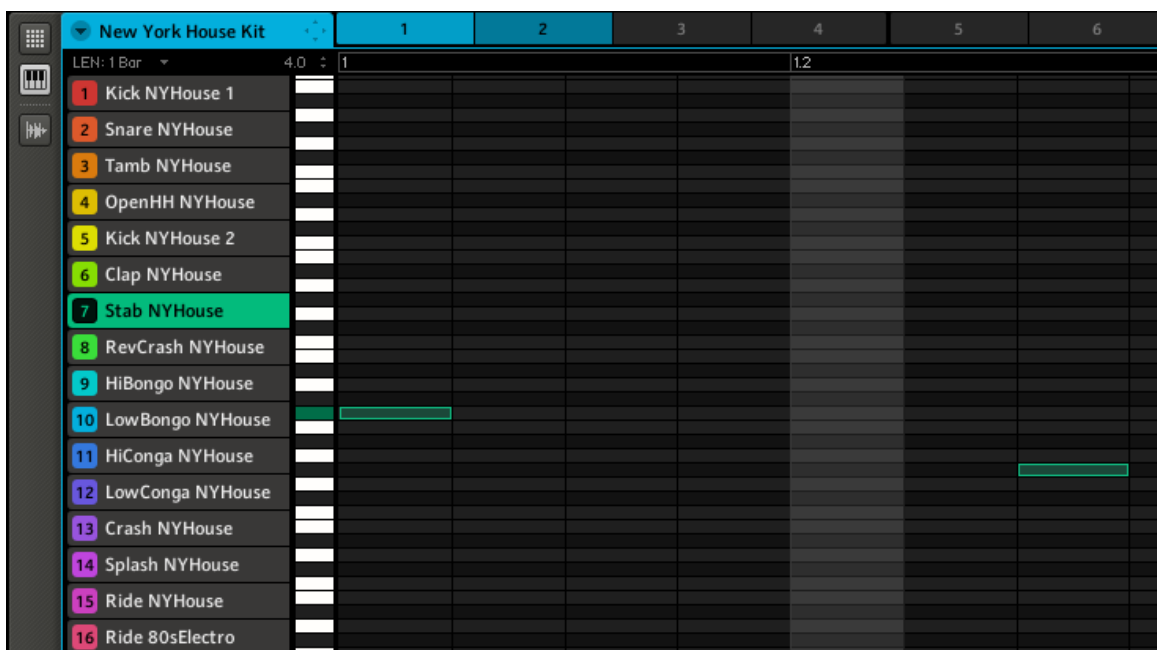 New York House Kit 1 2 3 4 5 6
LEN: 1 Bar 4.0 1 1.2
1 Kick NYHouse 1
2 Snare NYHouse
3 Tamb NYHouse
4 OpenHH NYHouse
5 Kick NYHouse 2
6 Clap NYHouse
7 Stab NYHouse
8 RevCrash NYHouse
9 HiBongo NYHouse
10 LowBongo NYHouse
11 HiConga NYHouse
12 LowConga NYHouse
13 Crash NYHouse
14 Splash NYHouse
15 Ride NYHouse
16 Ride 80sElectro